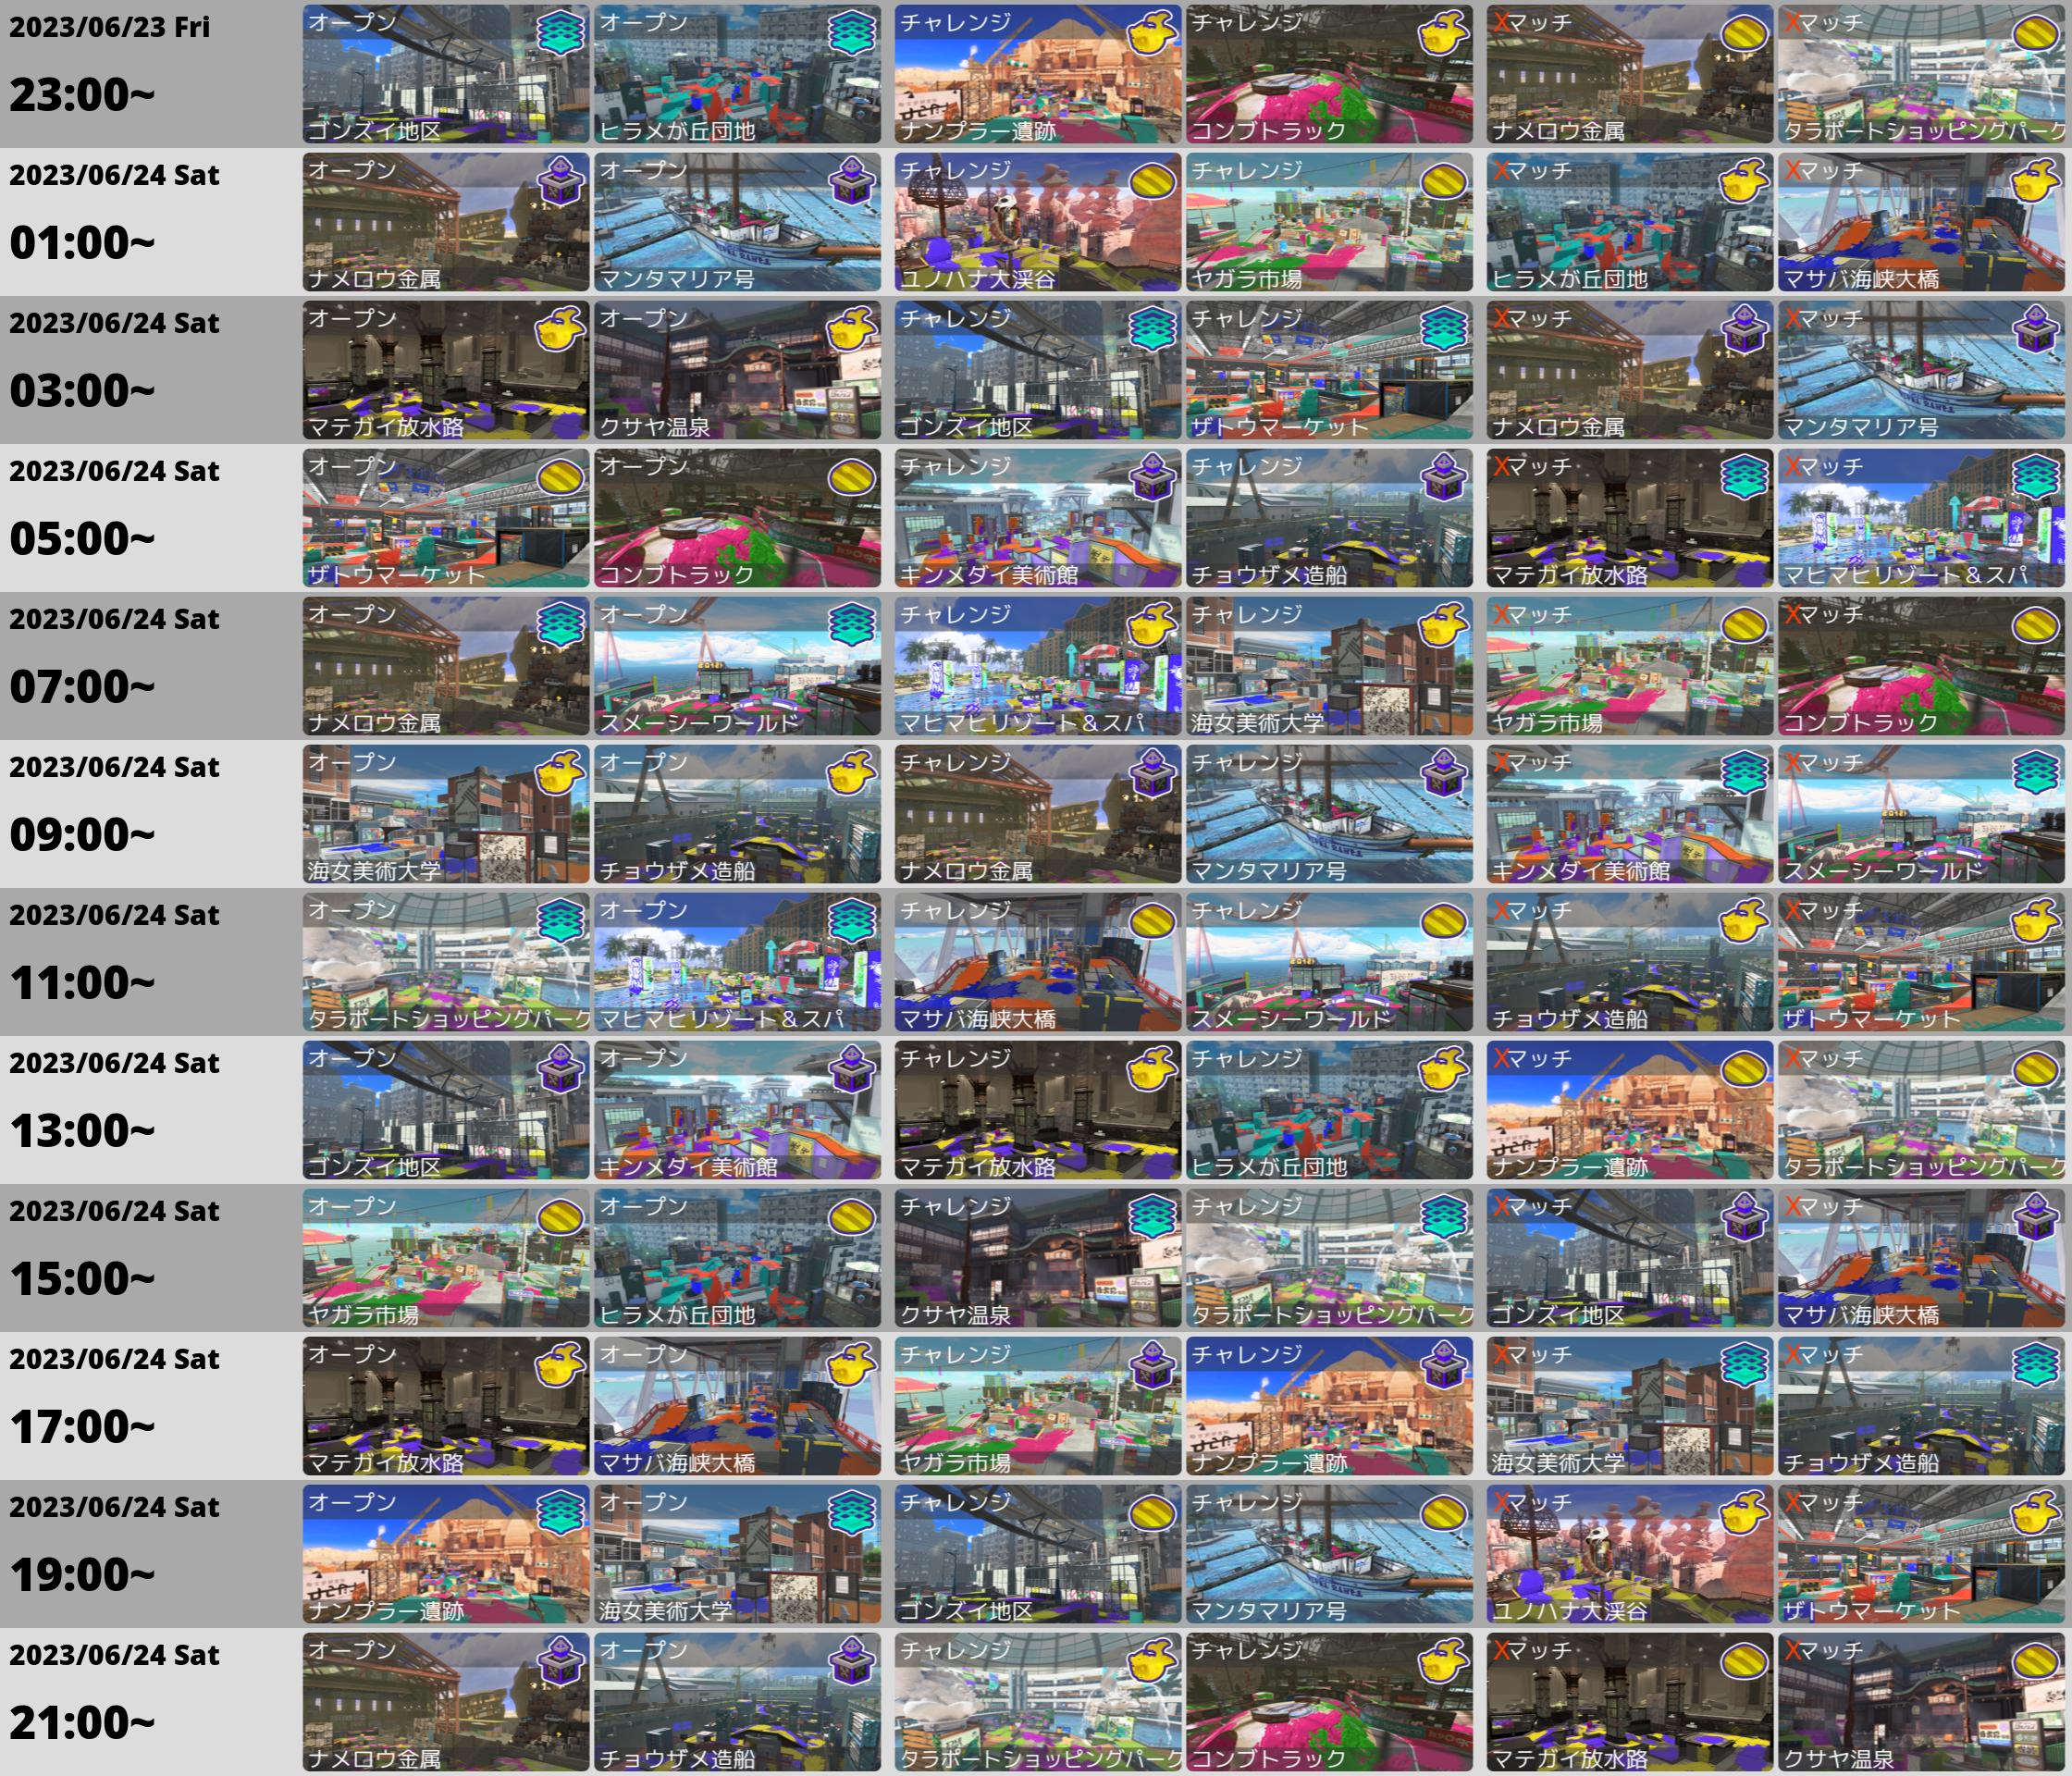 2023/06/23 Fri
23:00~
オープン
ゴンズイ地区
オープン
ヒラメが丘団地
チャレンジ
ナンプラー遺跡
チャレンジ
コンブトラック
Xマッチ
ナメロウ金属
Xマッチ
タラポートショッピングパーク
2023/06/24 Sat
01:00~
オープン
ナメロウ金属
オープン
マンタマリア号
チャレンジ
ユノハナ大渓谷
チャレンジ
ヤガラ市場
Xマッチ
ヒラメが丘団地
Xマッチ
マサバ海峡大橋
2023/06/24 Sat
03:00~
オープン
マテガイ放水路
オープン
クサヤ温泉
チャレンジ
ゴンズイ地区
チャレンジ
ザトウマーケット
Xマッチ
ナメロウ金属
Xマッチ
マンタマリア号
2023/06/24 Sat
05:00~
オープン
ザトウマーケット
オープン
コンブトラック
チャレンジ
キンメダイ美術館
チャレンジ
チョウザメ造船
Xマッチ
マテガイ放水路
Xマッチ
マヒマヒリゾート＆スパ
2023/06/24 Sat
07:00~
オープン
ナメロウ金属
オープン
スメーシーワールド
チャレンジ
マヒマヒリゾート＆スパ
チャレンジ
海女美術大学
Xマッチ
ヤガラ市場
Xマッチ
コンブトラック
2023/06/24 Sat
09:00~
オープン
海女美術大学
オープン
チョウザメ造船
チャレンジ
ナメロウ金属
チャレンジ
マンタマリア号
Xマッチ
キンメダイ美術館
Xマッチ
スメーシーワールド
2023/06/24 Sat
11:00~
オープン
タラポートショッピングパーク
オープン
マヒマヒリゾート＆スパ
チャレンジ
マサバ海峡大橋
チャレンジ
スメーシーワールド
Xマッチ
チョウザメ造船
Xマッチ
ザトウマーケット
2023/06/24 Sat
13:00~
オープン
ゴンズイ地区
オープン
キンメダイ美術館
チャレンジ
マテガイ放水路
チャレンジ
ヒラメが丘団地
Xマッチ
ナンプラー遺跡
Xマッチ
タラポートショッピングパーク
2023/06/24 Sat
15:00~
オープン
ヤガラ市場
オープン
ヒラメが丘団地
チャレンジ
クサヤ温泉
チャレンジ
タラポートショッピングパーク
Xマッチ
ゴンズイ地区
Xマッチ
マサバ海峡大橋
2023/06/24 Sat
17:00~
オープン
マテガイ放水路
オープン
マサバ海峡大橋
チャレンジ
ヤガラ市場
チャレンジ
ナンプラー遺跡
Xマッチ
海女美術大学
Xマッチ
チョウザメ造船
2023/06/24 Sat
19:00~
オープン
ナンプラー遺跡
オープン
海女美術大学
チャレンジ
ゴンズイ地区
チャレンジ
マンタマリア号
Xマッチ
ユノハナ大渓谷
Xマッチ
ザトウマーケット
2023/06/24 Sat
21:00~
オープン
ナメロウ金属
オープン
チョウザメ造船
チャレンジ
タラポートショッピングパーク
チャレンジ
コンブトラック
Xマッチ
マテガイ放水路
Xマッチ
クサヤ温泉